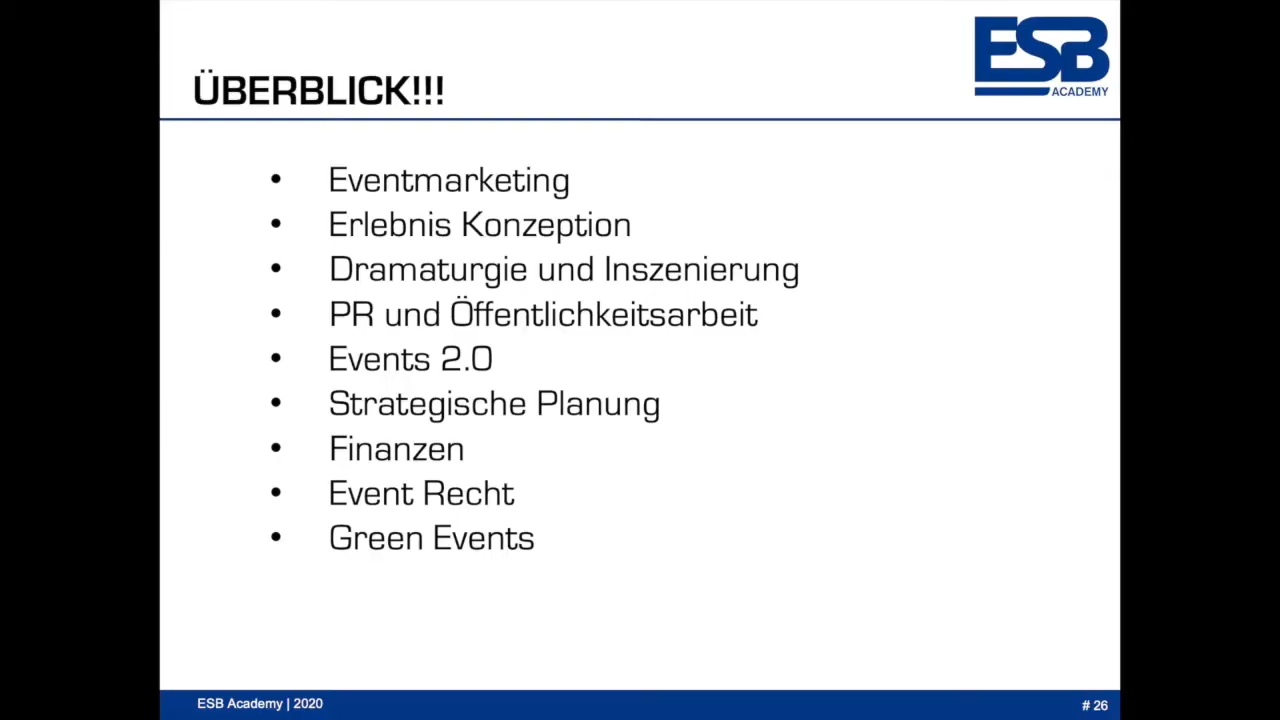 ESB
ACADEMY
ÜBERBLICK!!!
• Eventmarketing
• Erlebnis Konzeption
• Dramaturgie und Inszenierung
• PR und Öffentlichkeitsarbeit
• Events 2.0
• Strategische Planung
• Finanzen
• Event Recht
• Green Events
ESB Academy | 2020
# 26